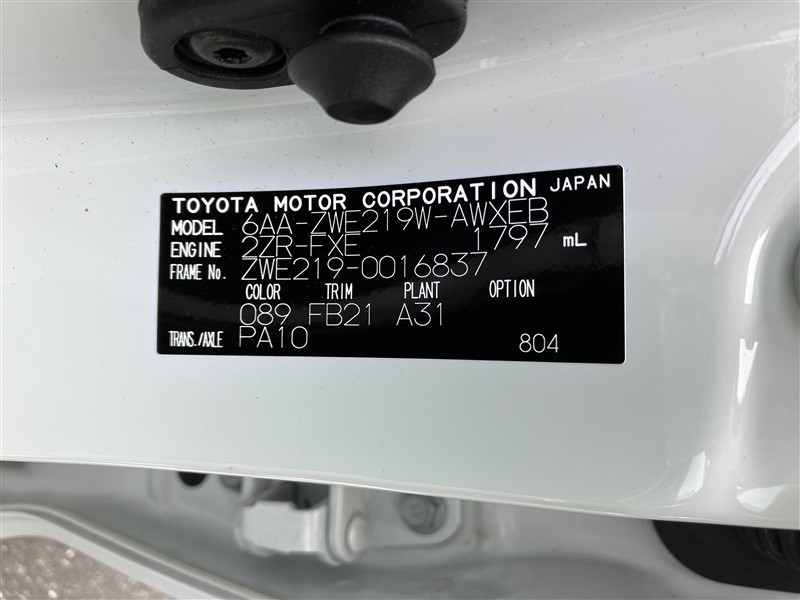 TOYOTA MOTOR CORPORATION JAPAN
MODEL 6AA-ZWE219W-AWXEB
ENGINE 2ZR-FXE 1797 mL
FRAME No. ZWE219-0016837
COLOR TRIM PLANT OPTION
089 FB21 A31
TRANS./AXLE PA10 804